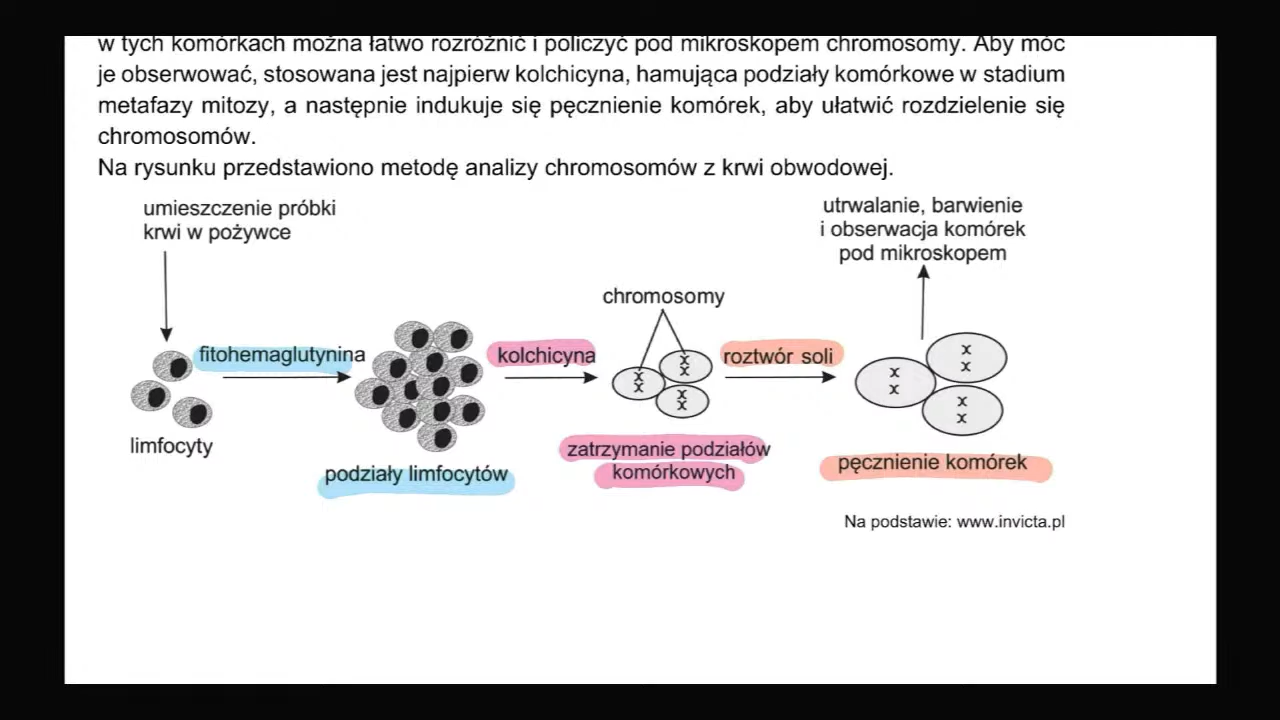 w tych komórkach można łatwo rozróżnić i policzyć pod mikroskopem chromosomy. Aby móc
je obserwować, stosowana jest najpierw kolchicyna, hamująca podziały komórkowe w stadium
metafazy mitozy, a następnie indukuje się pęcznienie komórek, aby ułatwić rozdzielenie się
chromosomów.
Na rysunku przedstawiono metodę analizy chromosomów z krwi obwodowej.
umieszczenie próbki
krwi w pożywce
utrwalanie, barwienie
i obserwacja komórek
pod mikroskopem
chromosomy
fitohemaglutynina
kolchicyna
roztwór soli
limfocyty
podziały limfocytów
zatrzymanie podziałów
komórkowych
pęcznienie komórek
Na podstawie: www.invicta.pl